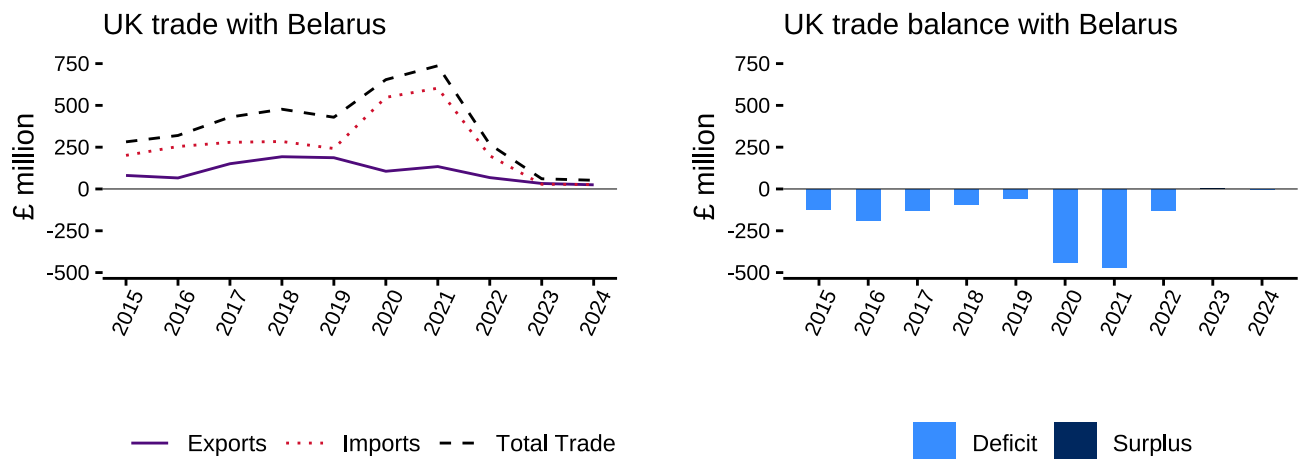 UK trade with Belarus
£ million
750
500
250
0
-250
-500
2015 2016 2017 2018 2019 2020 2021 2022 2023 2024
Exports Imports Total Trade
UK trade balance with Belarus
£ million
750
500
250
0
-250
-500
2015 2016 2017 2018 2019 2020 2021 2022 2023 2024
Deficit Surplus